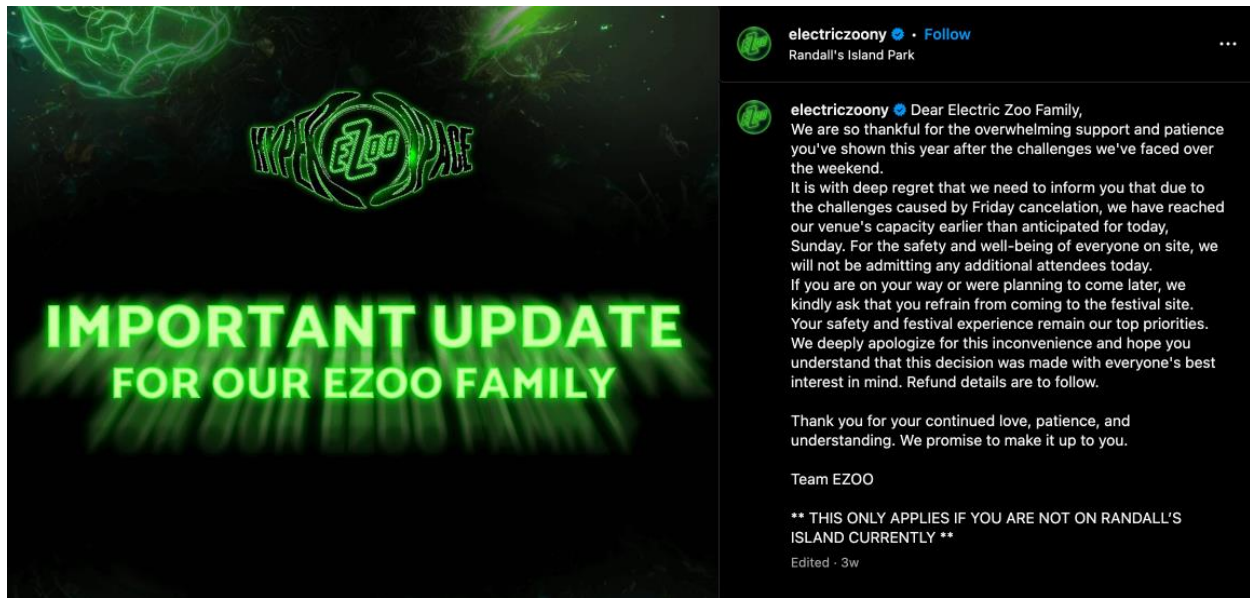 HYPER EZoo SPACE
IMPORTANT UPDATE
FOR OUR EZOO FAMILY
EZoo
electriczoony • Follow
Randall's Island Park
EZoo
electriczoony Dear Electric Zoo Family,
We are so thankful for the overwhelming support and patience
you've shown this year after the challenges we've faced over
the weekend.
It is with deep regret that we need to inform you that due to
the challenges caused by Friday cancelation, we have reached
our venue's capacity earlier than anticipated for today,
Sunday. For the safety and well-being of everyone on site, we
will not be admitting any additional attendees today.
If you are on your way or were planning to come later, we
kindly ask that you refrain from coming to the festival site.
Your safety and festival experience remain our top priorities.
We deeply apologize for this inconvenience and hope you
understand that this decision was made with everyone's best
interest in mind. Refund details are to follow.
Thank you for your continued love, patience, and
understanding. We promise to make it up to you.
Team EZOO
** THIS ONLY APPLIES IF YOU ARE NOT ON RANDALL'S
ISLAND CURRENTLY **
Edited · 3w